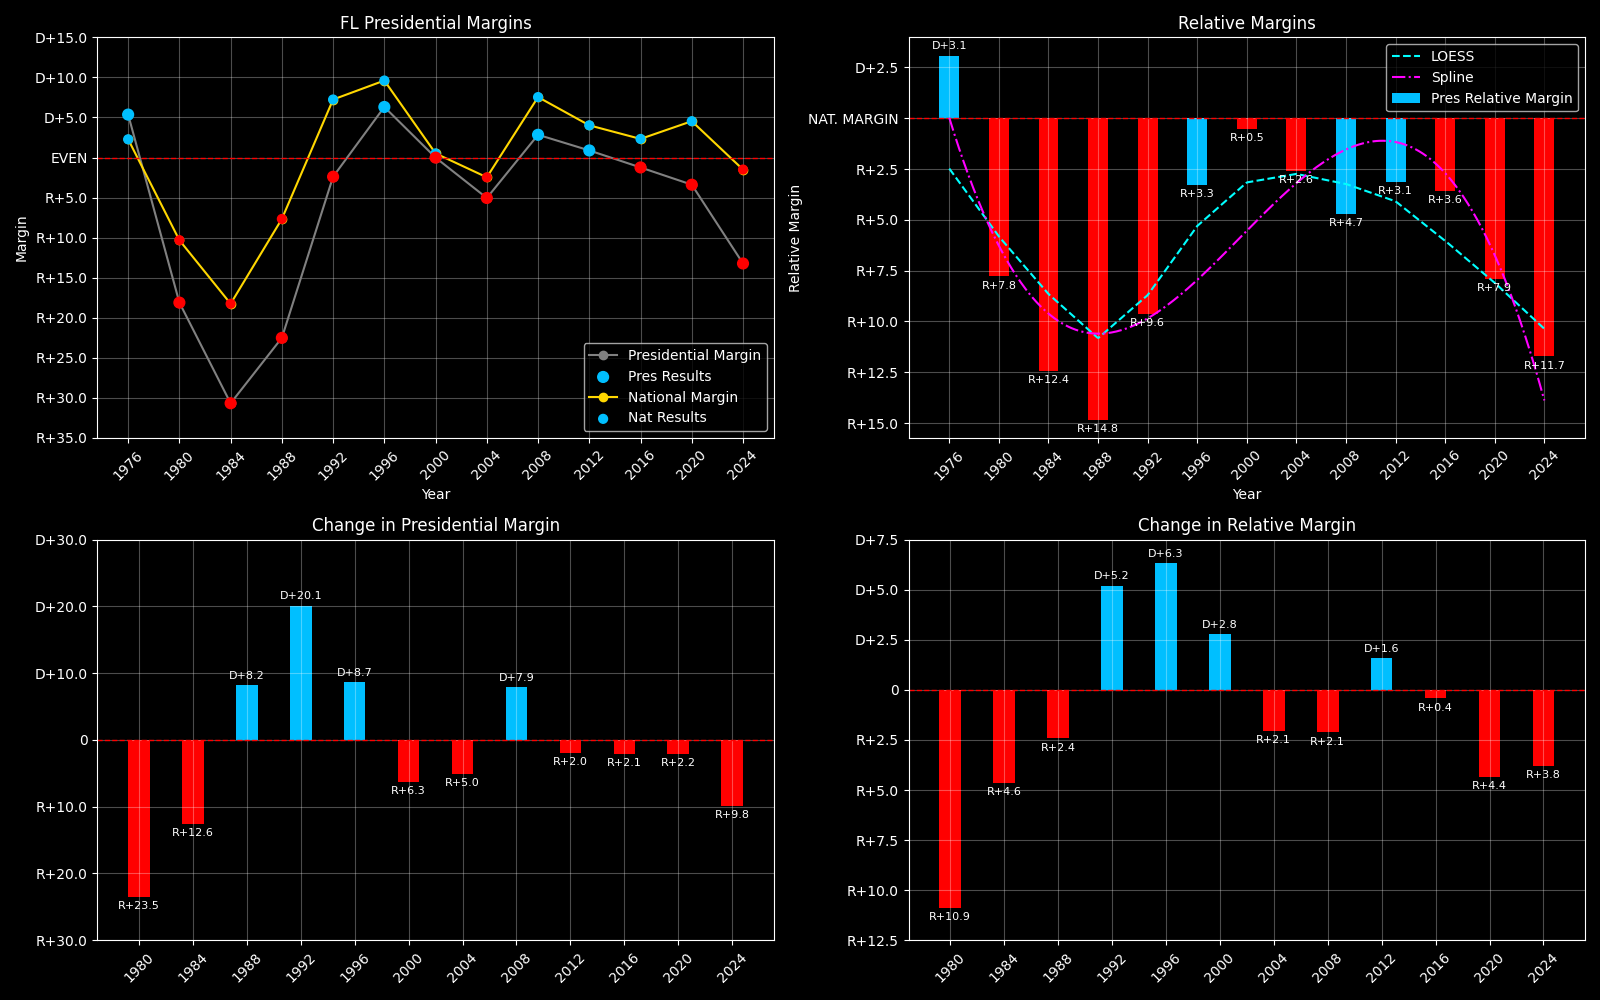 FL Presidential Margins
D+15.0
D+10.0
D+5.0
EVEN
R+5.0
R+10.0
R+15.0
R+20.0
R+25.0
R+30.0
R+35.0
Margin
Presidential Margin
Pres Results
National Margin
Nat Results
1976
1980
1984
1988
1992
1996
2000
2004
2008
2012
2016
2020
2024
Year
Relative Margins
D+2.5
NAT. MARGIN
R+2.5
R+5.0
R+7.5
R+10.0
R+12.5
R+15.0
Relative Margin
LOESS
Spline
Pres Relative Margin
D+3.1
R+7.8
R+12.4
R+14.8
R+9.6
R+3.3
R+0.5
R+2.6
R+4.7
R+3.1
R+3.6
R+7.9
R+11.7
1976
1980
1984
1988
1992
1996
2000
2004
2008
2012
2016
2020
2024
Year
Change in Presidential Margin
D+30.0
D+20.0
D+10.0
0
R+10.0
R+20.0
R+30.0
R+23.5
R+12.6
D+8.2
D+20.1
D+8.7
R+6.3
R+5.0
D+7.9
R+2.0
R+2.1
R+2.2
R+9.8
1980
1984
1988
1992
1996
2000
2004
2008
2012
2016
2020
2024
Change in Relative Margin
D+7.5
D+5.0
D+2.5
0
R+2.5
R+5.0
R+7.5
R+10.0
R+12.5
R+10.9
R+4.6
R+2.4
D+5.2
D+6.3
D+2.8
R+2.1
R+2.1
D+1.6
R+0.4
R+4.4
R+3.8
1980
1984
1988
1992
1996
2000
2004
2008
2012
2016
2020
2024